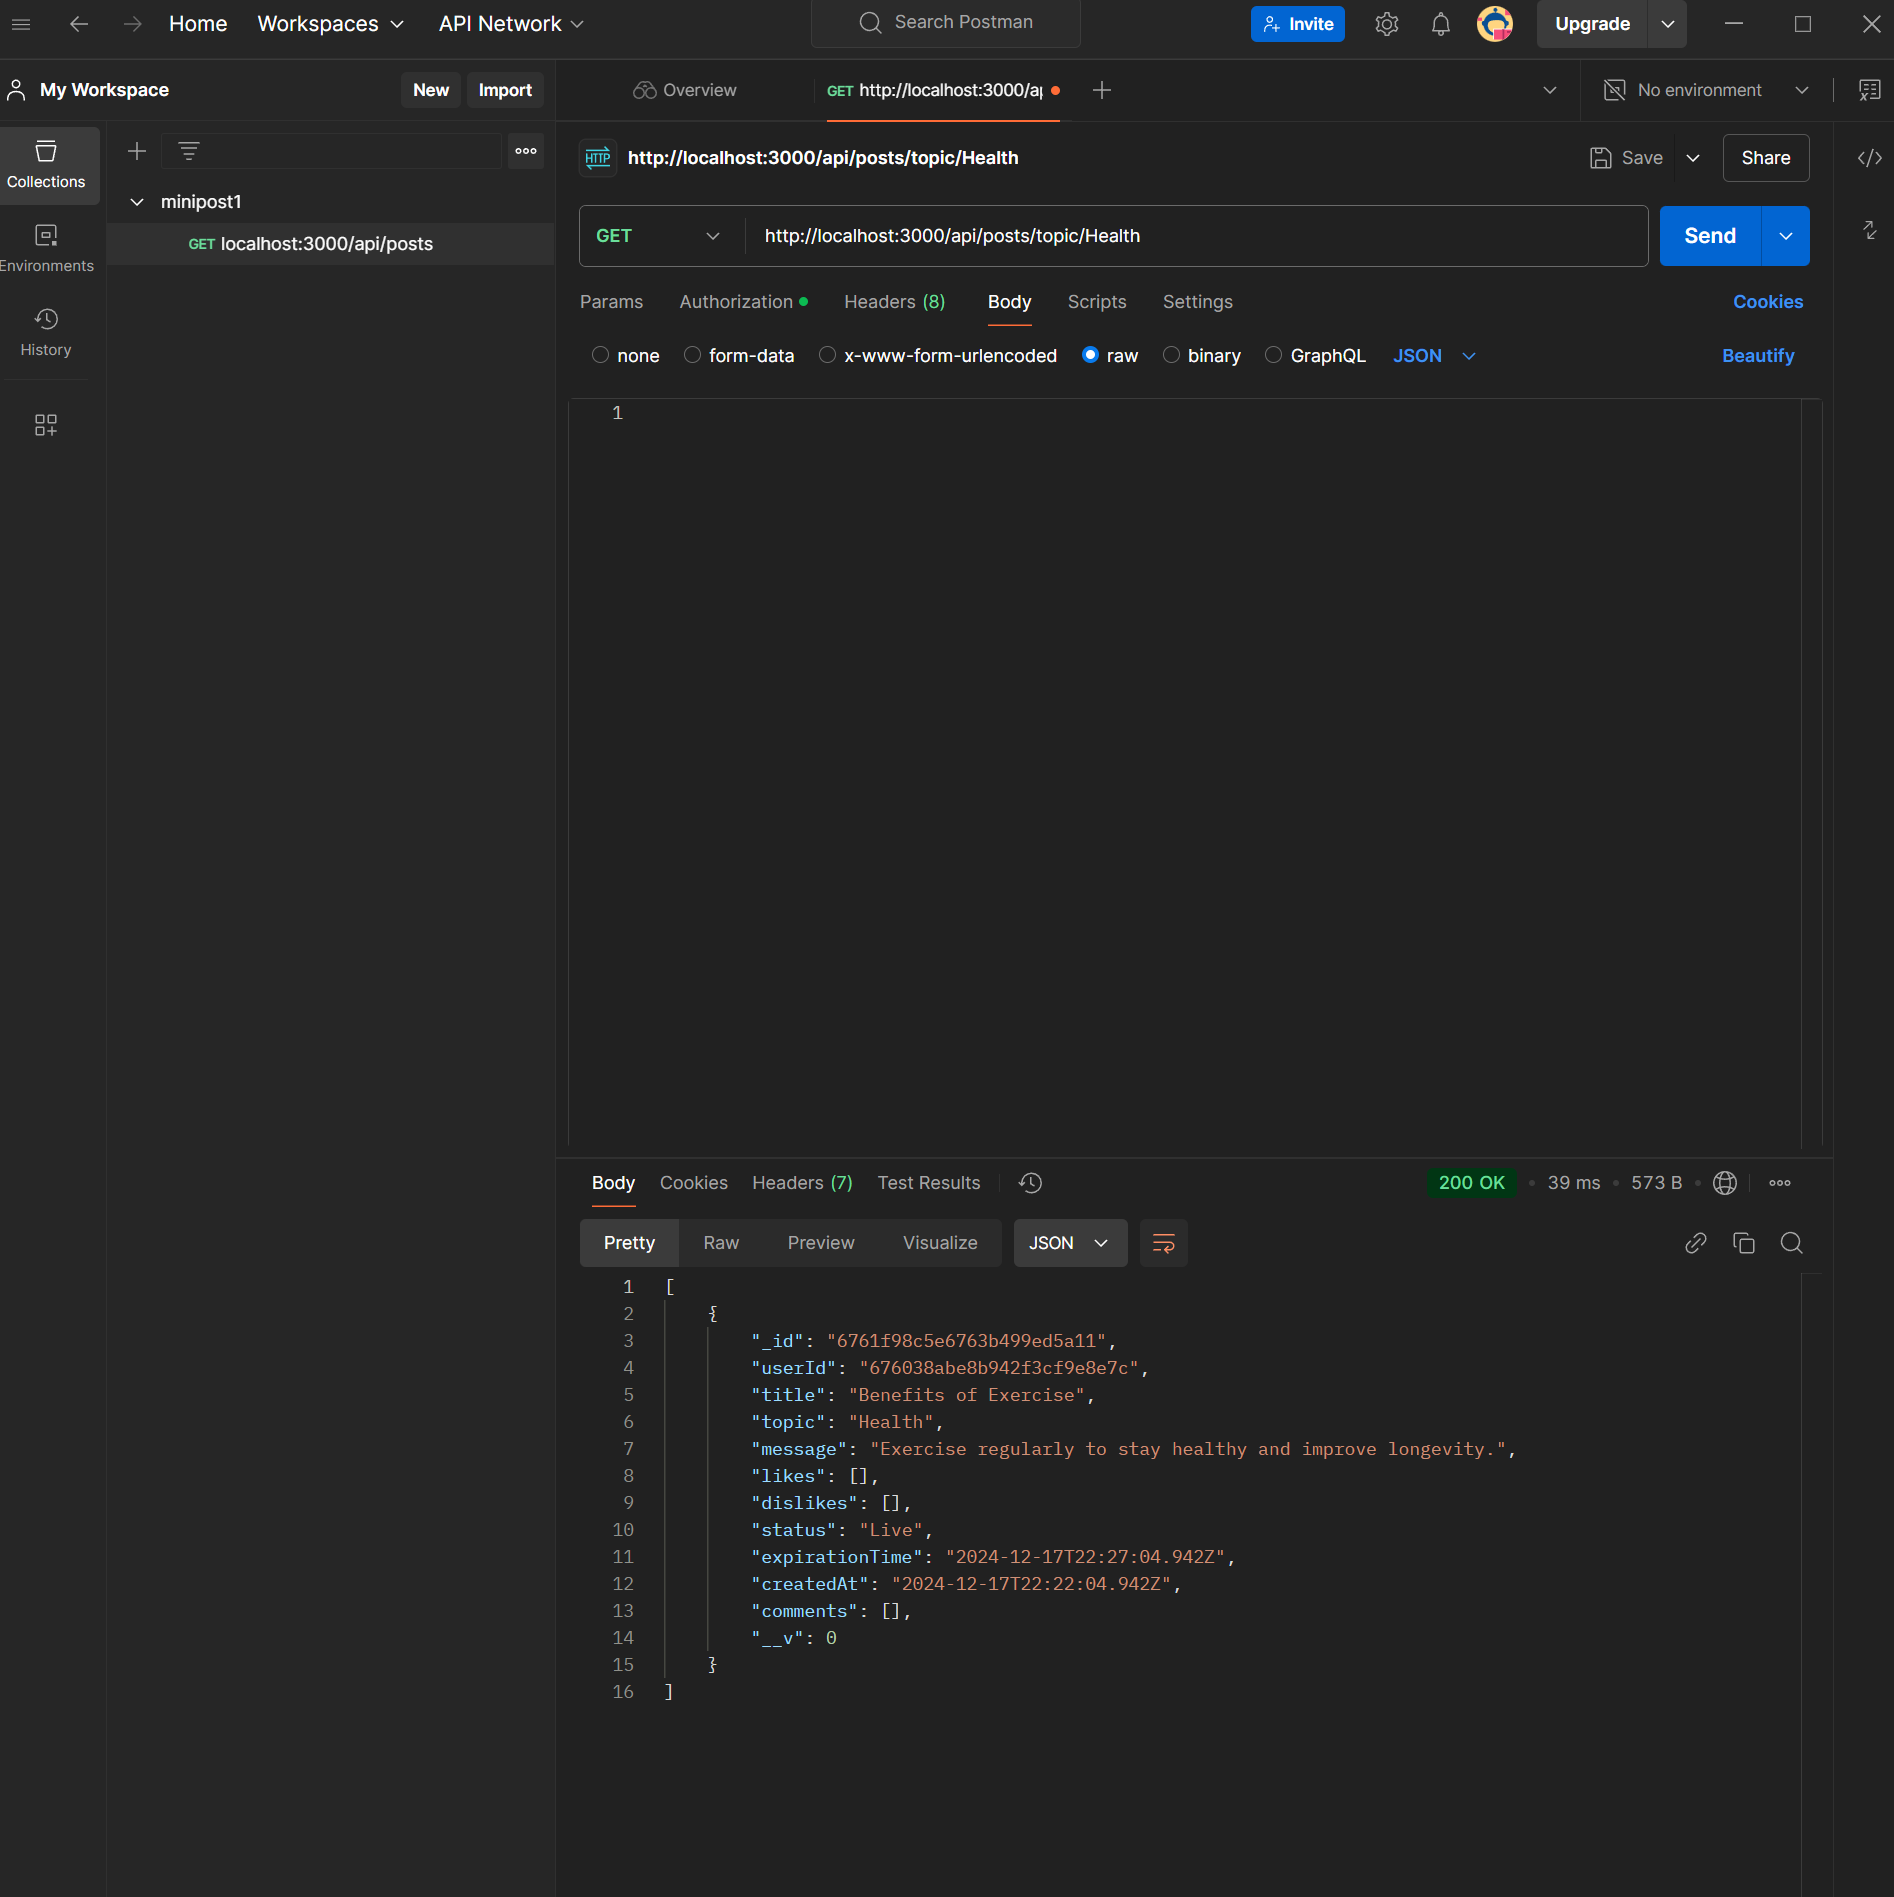 Home Workspaces API Network Search Postman Invite Upgrade
My Workspace New Import Overview GET http://localhost:3000/ap No environment
Collections
Environments
History
minipost1
GET localhost:3000/api/posts
HTTP http://localhost:3000/api/posts/topic/Health Save Share
GET http://localhost:3000/api/posts/topic/Health Send
Params Authorization Headers (8) Body Scripts Settings Cookies
none form-data x-www-form-urlencoded raw binary GraphQL JSON Beautify
1
Body Cookies Headers (7) Test Results 200 OK • 39 ms • 573 B •
Pretty Raw Preview Visualize JSON
1 [
2 {
3 "_id": "6761f98c5e6763b499ed5a11",
4 "userId": "676038abe8b942f3cf9e8e7c",
5 "title": "Benefits of Exercise",
6 "topic": "Health",
7 "message": "Exercise regularly to stay healthy and improve longevity.",
8 "likes": [],
9 "dislikes": [],
10 "status": "Live",
11 "expirationTime": "2024-12-17T22:27:04.942Z",
12 "createdAt": "2024-12-17T22:22:04.942Z",
13 "comments": [],
14 "__v": 0
15 }
16 ]